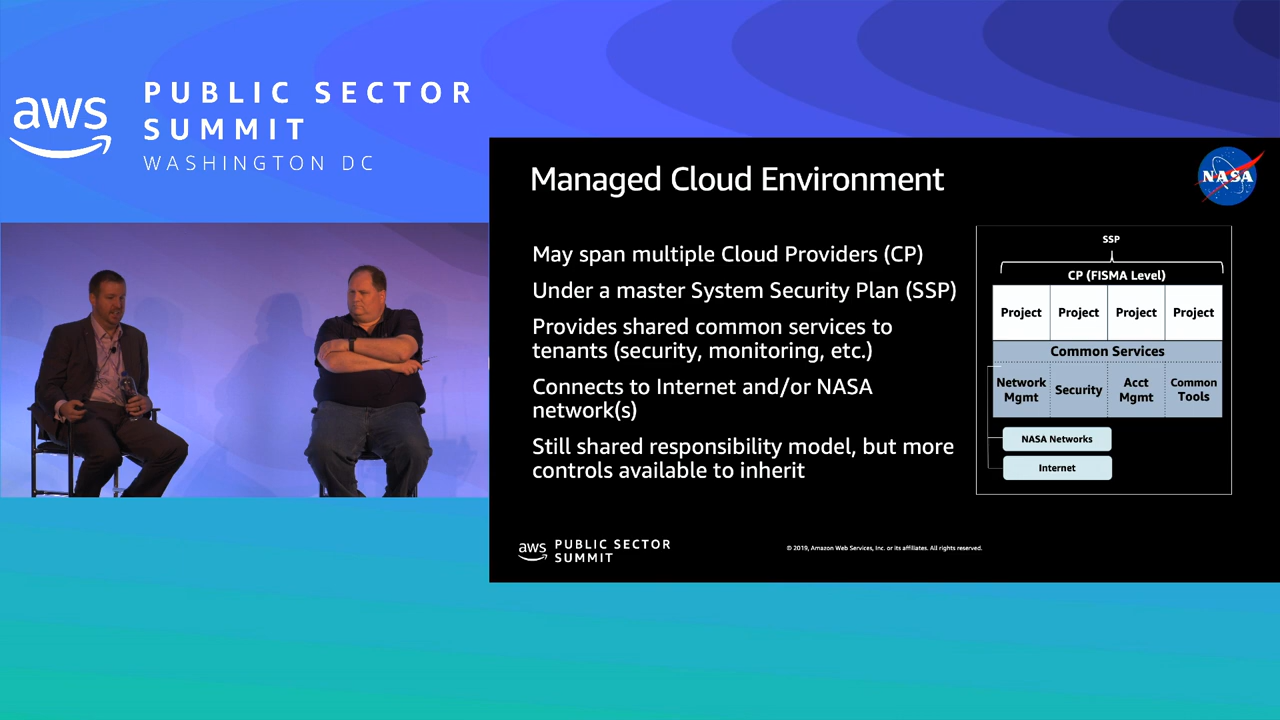 aws
PUBLIC SECTOR
SUMMIT
WASHINGTON DC
Managed Cloud Environment
NASA
May span multiple Cloud Providers (CP)
Under a master System Security Plan (SSP)
Provides shared common services to
tenants (security, monitoring, etc.)
Connects to Internet and/or NASA
network(s)
Still shared responsibility model, but more
controls available to inherit
SSP
CP (FISMA Level)
Project Project Project Project
Common Services
Network
Mgmt
Security
Acct
Mgmt
Common
Tools
NASA Networks
Internet
aws
PUBLIC SECTOR
SUMMIT
© 2019, Amazon Web Services, Inc. or its affiliates. All rights reserved.